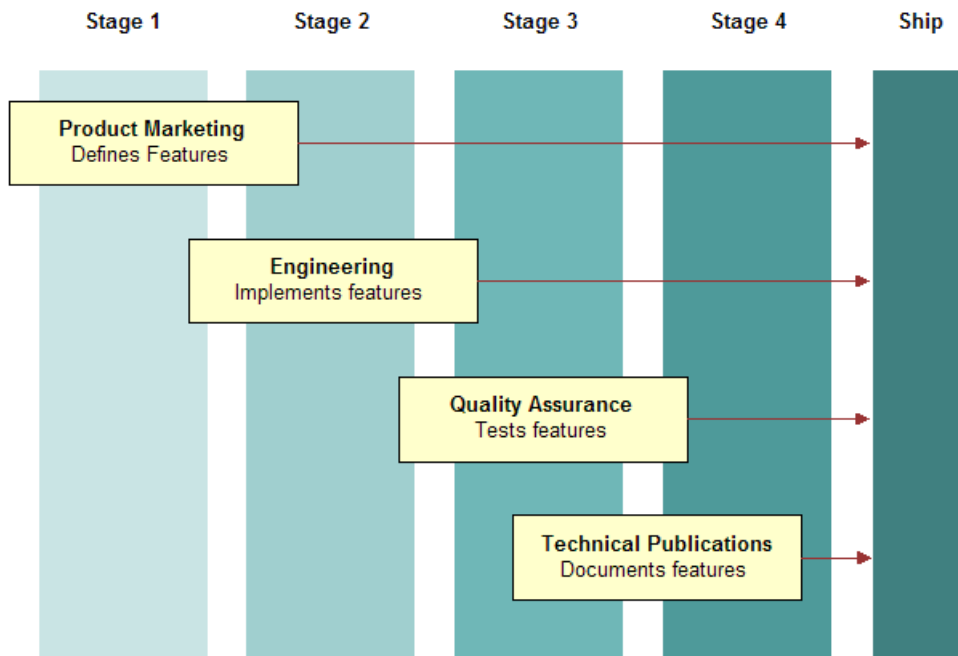 Stage 1
Stage 2
Stage 3
Stage 4
Ship
Product Marketing
Defines Features
Engineering
Implements features
Quality Assurance
Tests features
Technical Publications
Documents features